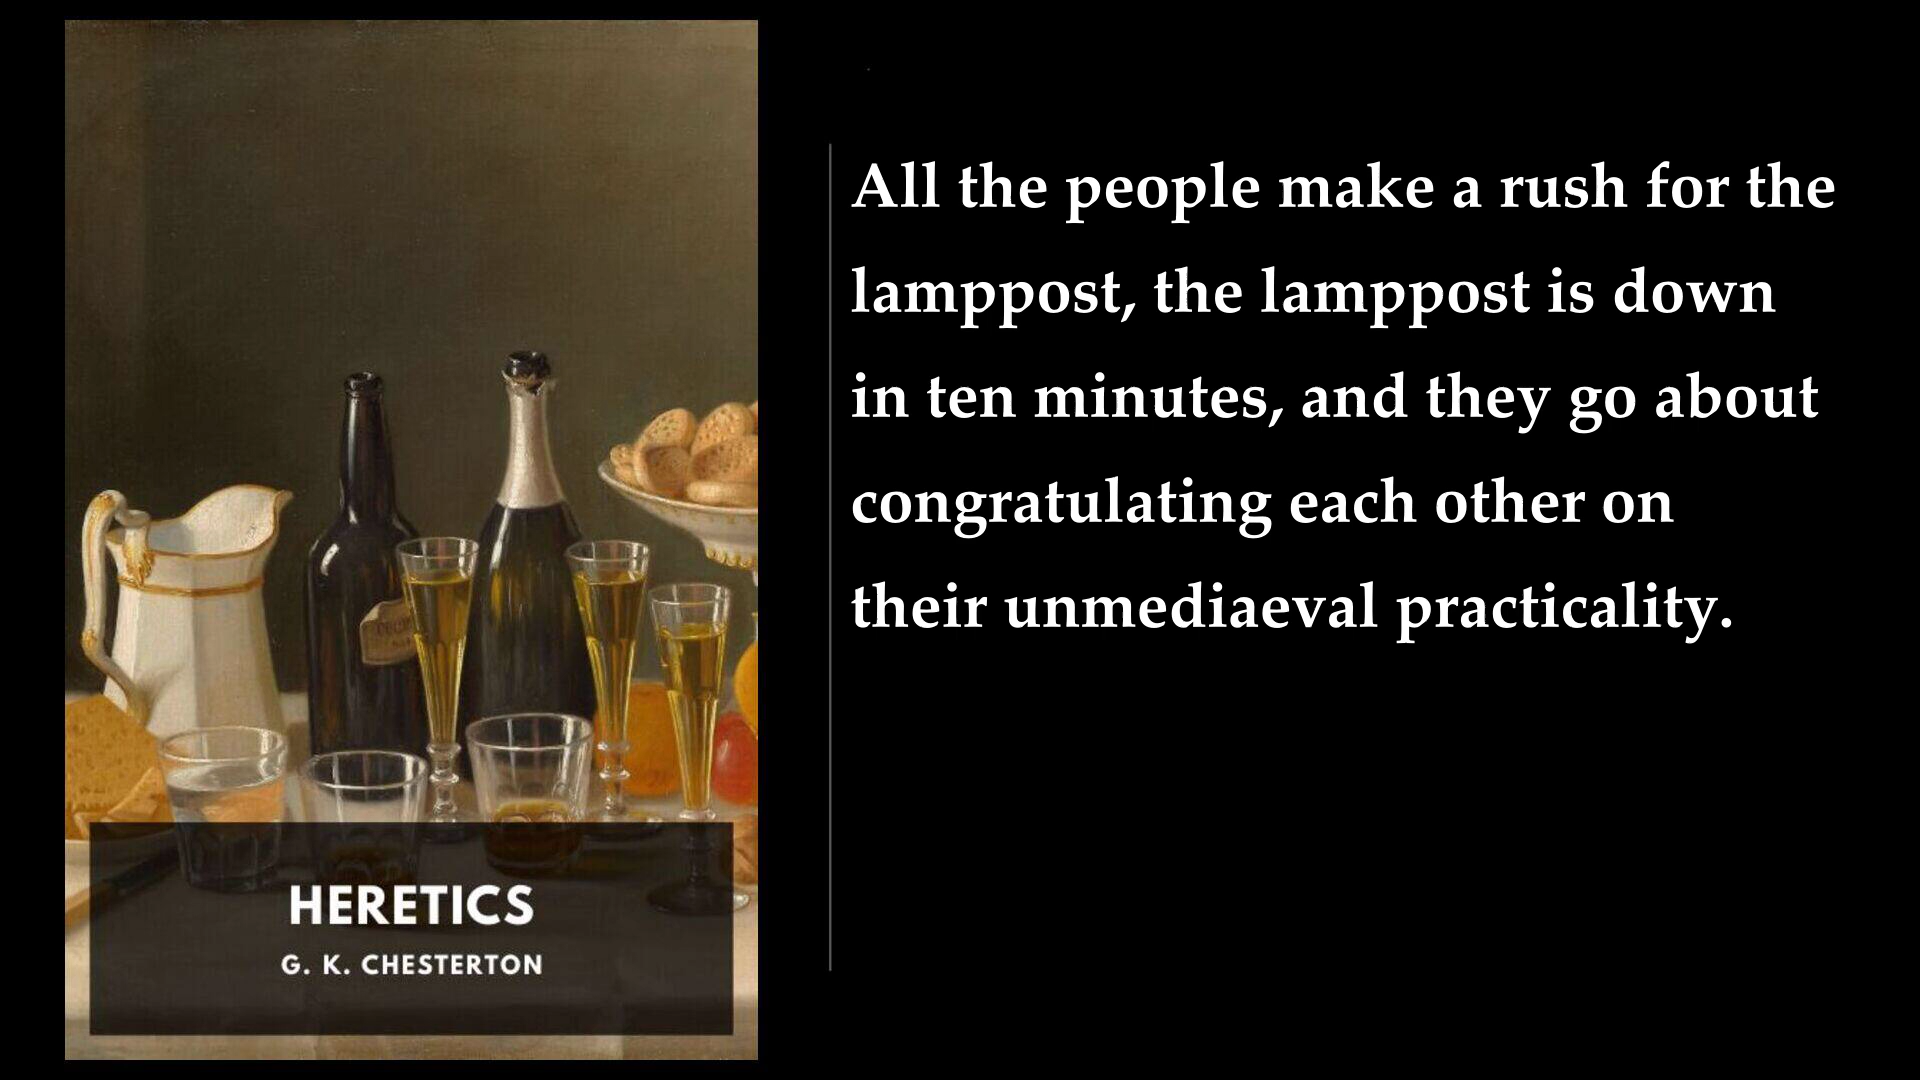 All the people make a rush for the
lamppost, the lamppost is down
in ten minutes, and they go about
congratulating each other on
their unmediaeval practicality.
HERETICS
G. K. CHESTERTON